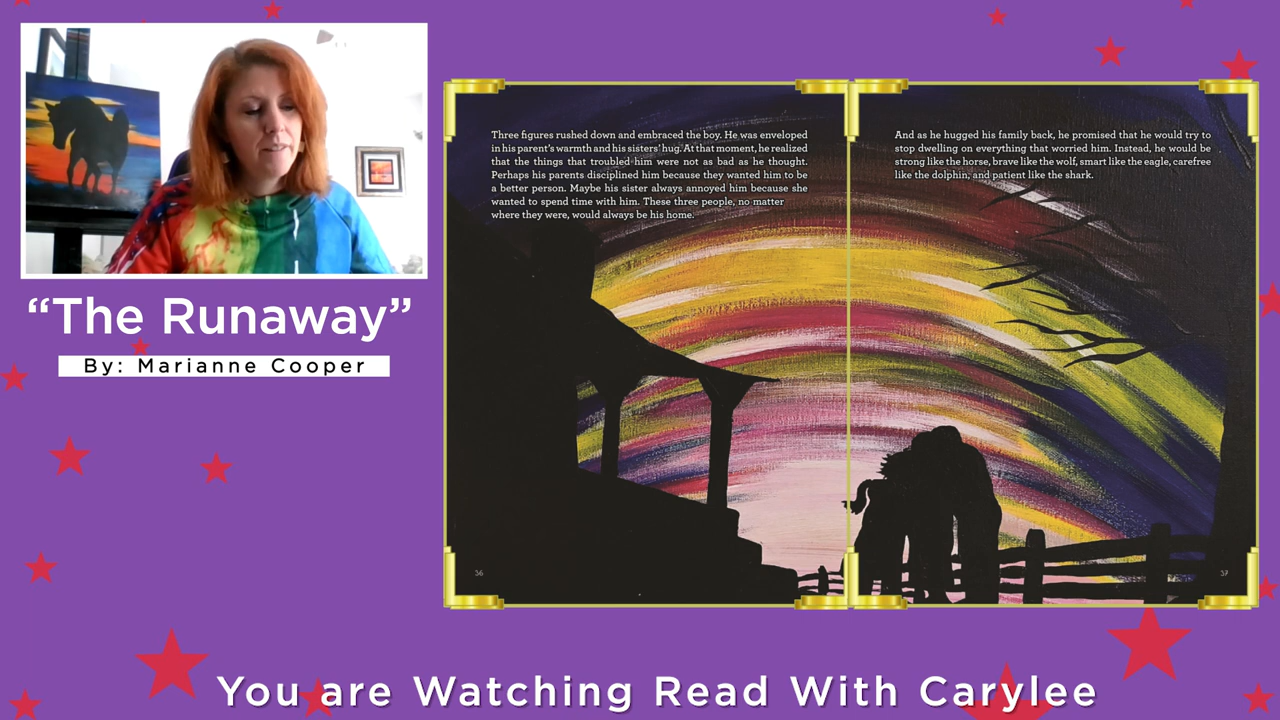 “The Runaway”
By: Marianne Cooper
Three figures rushed down and embraced the boy. He was enveloped
in his parent’s warmth and his sisters’ hug. At that moment, he realized
that the things that troubled him were not as bad as he thought.
Perhaps his parents disciplined him because they wanted him to be
a better person. Maybe his sister always annoyed him because she
wanted to spend time with him. These three people, no matter
where they were, would always be his home.
36
And as he hugged his family back, he promised that he would try to
stop dwelling on everything that worried him. Instead, he would be
strong like the horse, brave like the wolf, smart like the eagle, carefree
like the dolphin, and patient like the shark.
37
You are Watching Read With Carylee